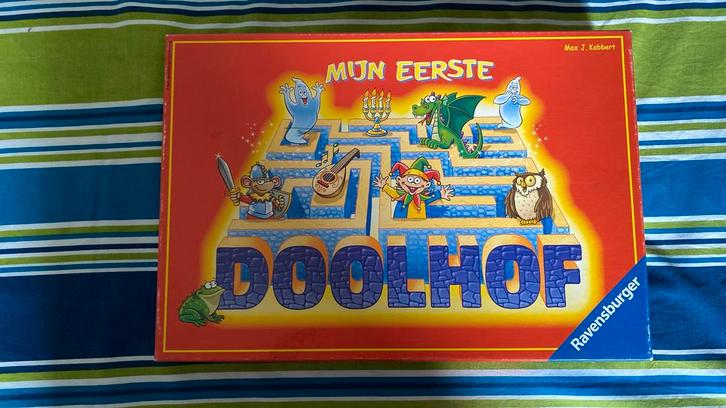 Max J. Kobbert
MIJN EERSTE
DOOLHOF
Ravensburger